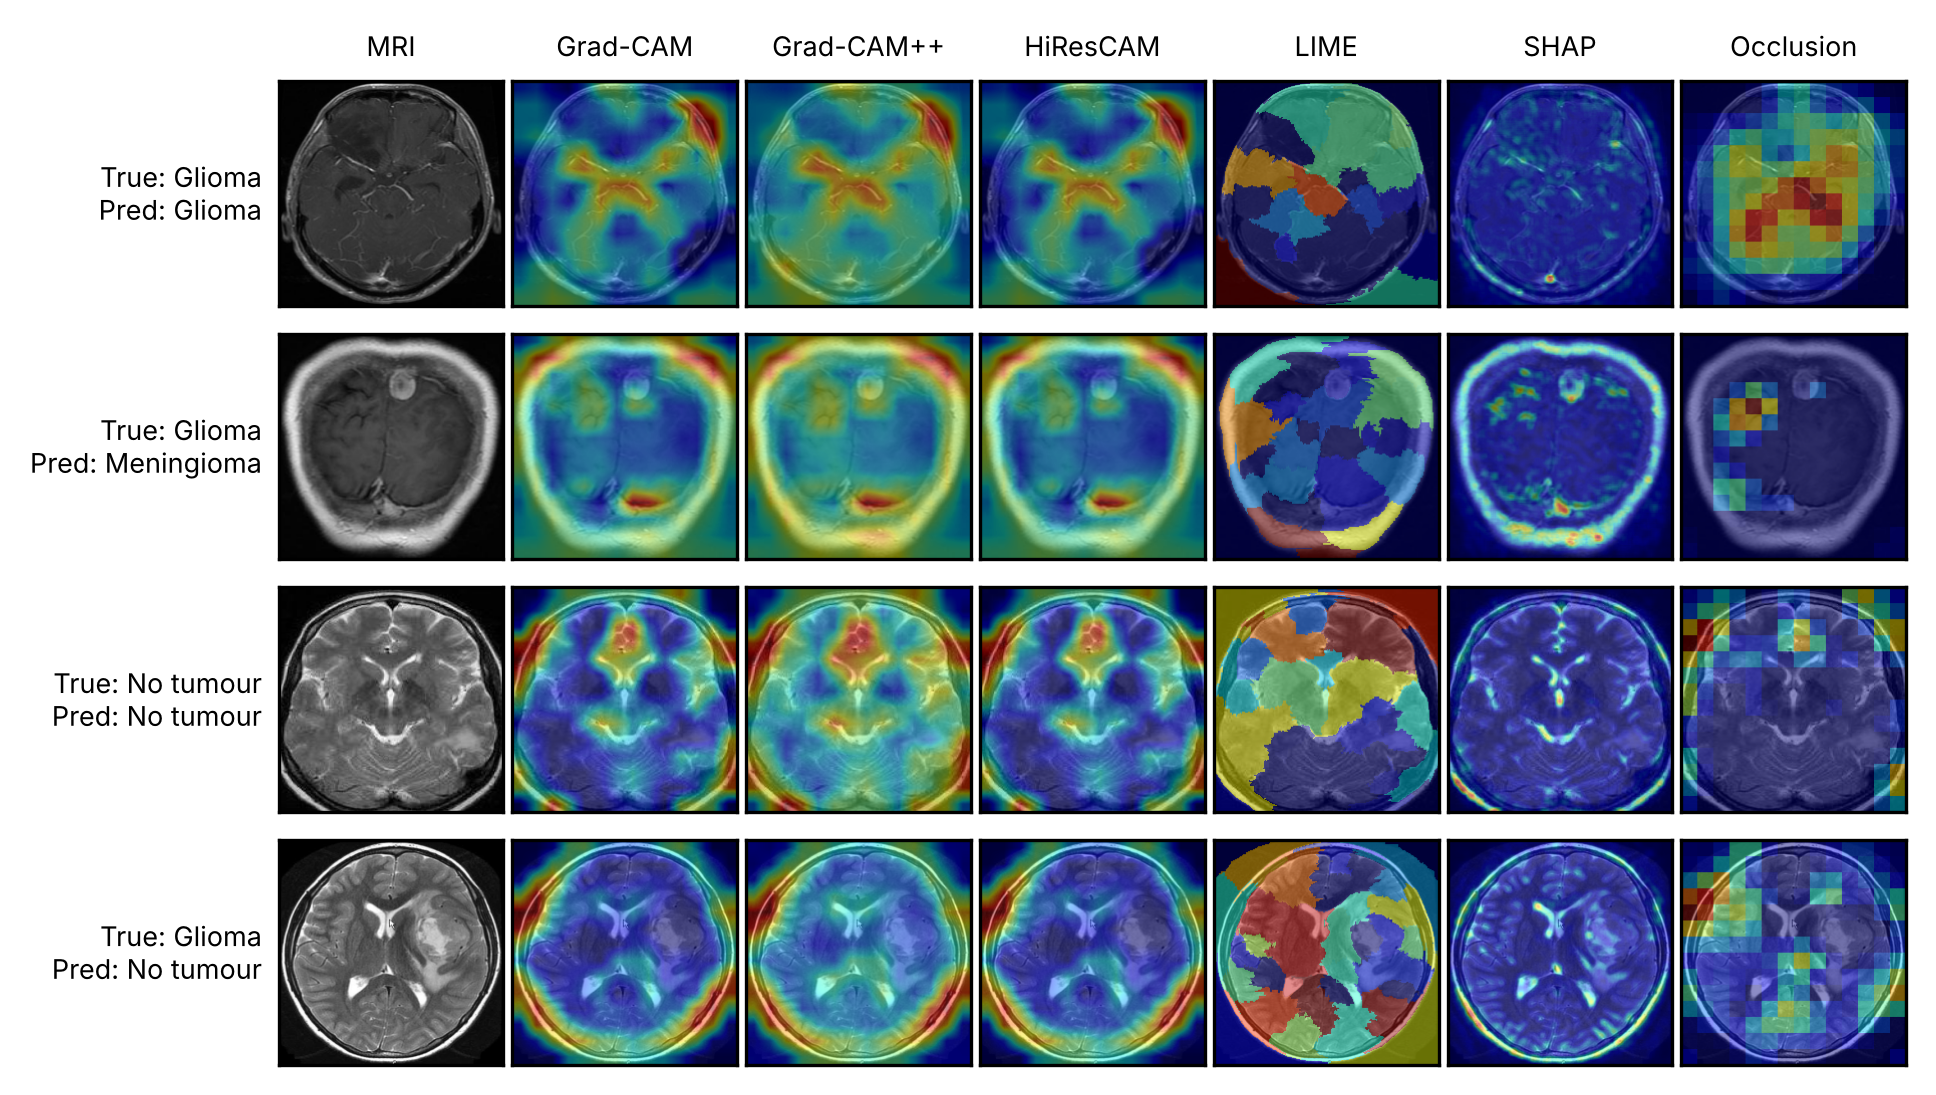 MRI Grad-CAM Grad-CAM++ HiResCAM LIME SHAP Occlusion
True: Glioma
Pred: Glioma
True: Glioma
Pred: Meningioma
True: No tumour
Pred: No tumour
True: Glioma
Pred: No tumour